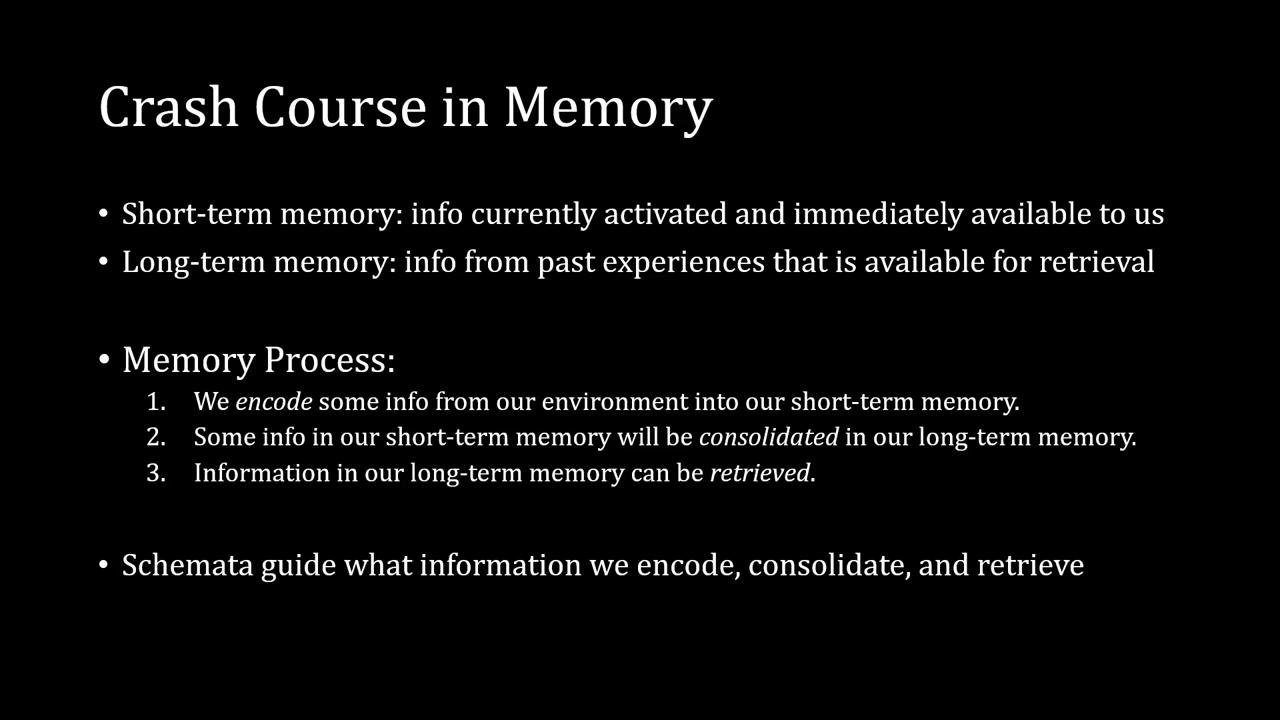 Crash Course in Memory
• Short-term memory: info currently activated and immediately available to us
• Long-term memory: info from past experiences that is available for retrieval
• Memory Process:
1. We encode some info from our environment into our short-term memory.
2. Some info in our short-term memory will be consolidated in our long-term memory.
3. Information in our long-term memory can be retrieved.
• Schemata guide what information we encode, consolidate, and retrieve